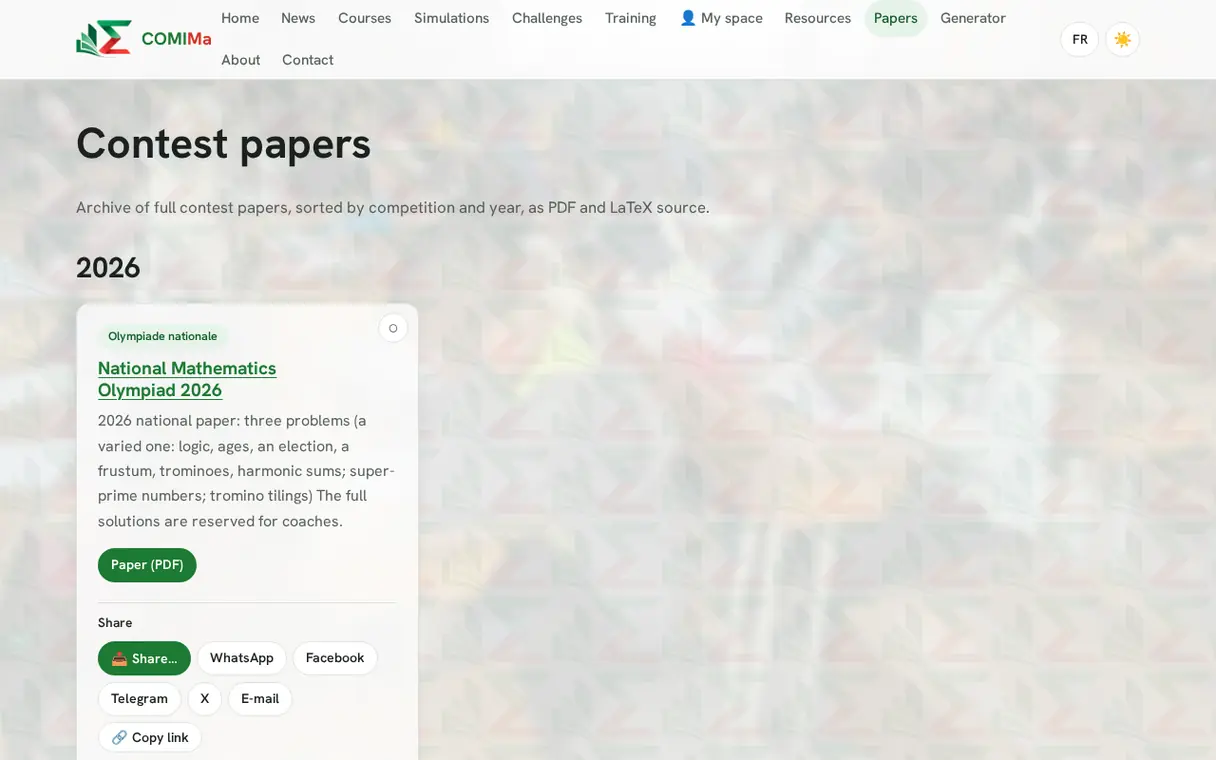 COMIMa
Home News Courses Simulations Challenges Training 👤 My space Resources Papers Generator
About Contact
FR
Contest papers
Archive of full contest papers, sorted by competition and year, as PDF and LaTeX source.
2026
Olympiade nationale
National Mathematics
Olympiad 2026
2026 national paper: three problems (a
varied one: logic, ages, an election, a
frustum, trominoes, harmonic sums; super-
prime numbers; tromino tilings) The full
solutions are reserved for coaches.
Paper (PDF)
Share
📤 Share...
WhatsApp
Facebook
Telegram
X
E-mail
🔗 Copy link